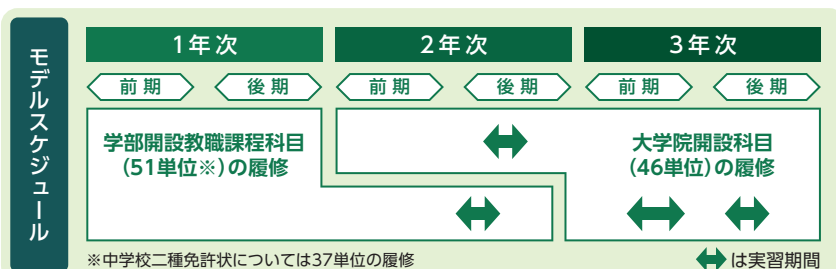 モデルスケジュール
1年次
2年次
3年次
前期
後期
前期
後期
前期
後期
学部開設教職課程科目
(51単位※)の履修
大学院開設科目
(46単位)の履修
※中学校二種免許状については37単位の履修
は実習期間